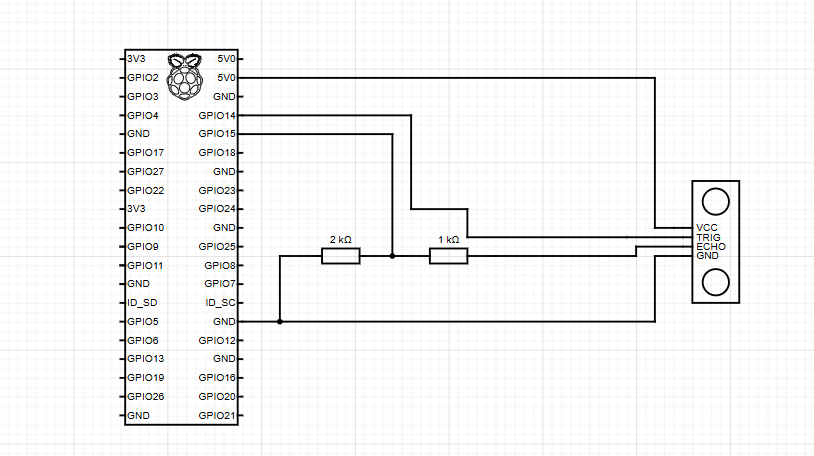 3V3 5V0
GPIO2 5V0
GPIO3 GND
GPIO4 GPIO14
GND GPIO15
GPIO17 GPIO18
GPIO27 GND
GPIO22 GPIO23
3V3 GPIO24
GPIO10 GND
GPIO9 GPIO25
GPIO11 GPIO8
GND GPIO7
ID_SD ID_SC
GPIO5 GND
GPIO6 GPIO12
GPIO13 GND
GPIO19 GPIO16
GPIO26 GPIO20
GND GPIO21
2 kΩ
1 kΩ
VCC
TRIG
ECHO
GND